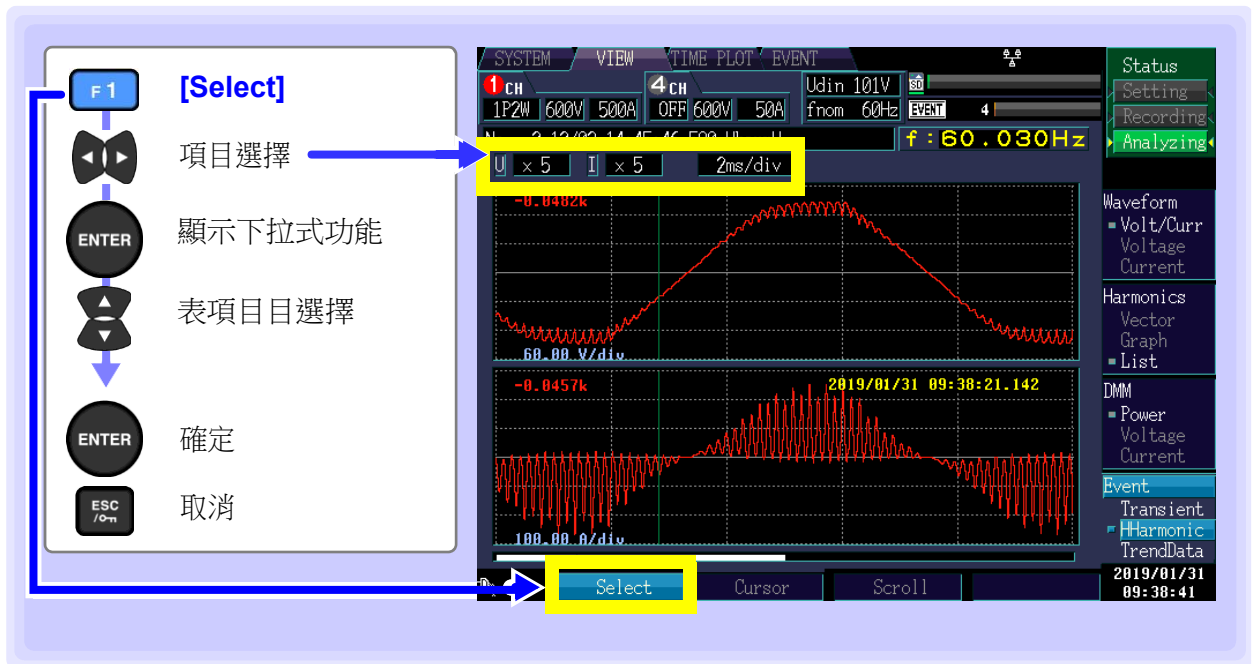 F 1
[Select]
項目選擇
ENTER
顯示下拉式功能
表項目目選擇
ENTER
確定
ESC
取消
SYSTEM VIEW TIME PLOT EVENT
1 CH 4 CH Udin 101V SD
1P2W 600V 500A OFF 600V 50A fnom 60Hz EVENT 4
f:60.030Hz
U × 5 I × 5 2ms/div
-0.0482k
60.00 V/div
-0.0457k 2019/01/31 09:38:21.142
100.00 A/div
Select Cursor Scroll
Status
Setting
Recording
Analyzing
Waveform
Volt/Curr
Voltage
Current
Harmonics
Vector
Graph
List
DMM
Power
Voltage
Current
Event
Transient
HHarmonic
TrendData
2019/01/31
09:38:41